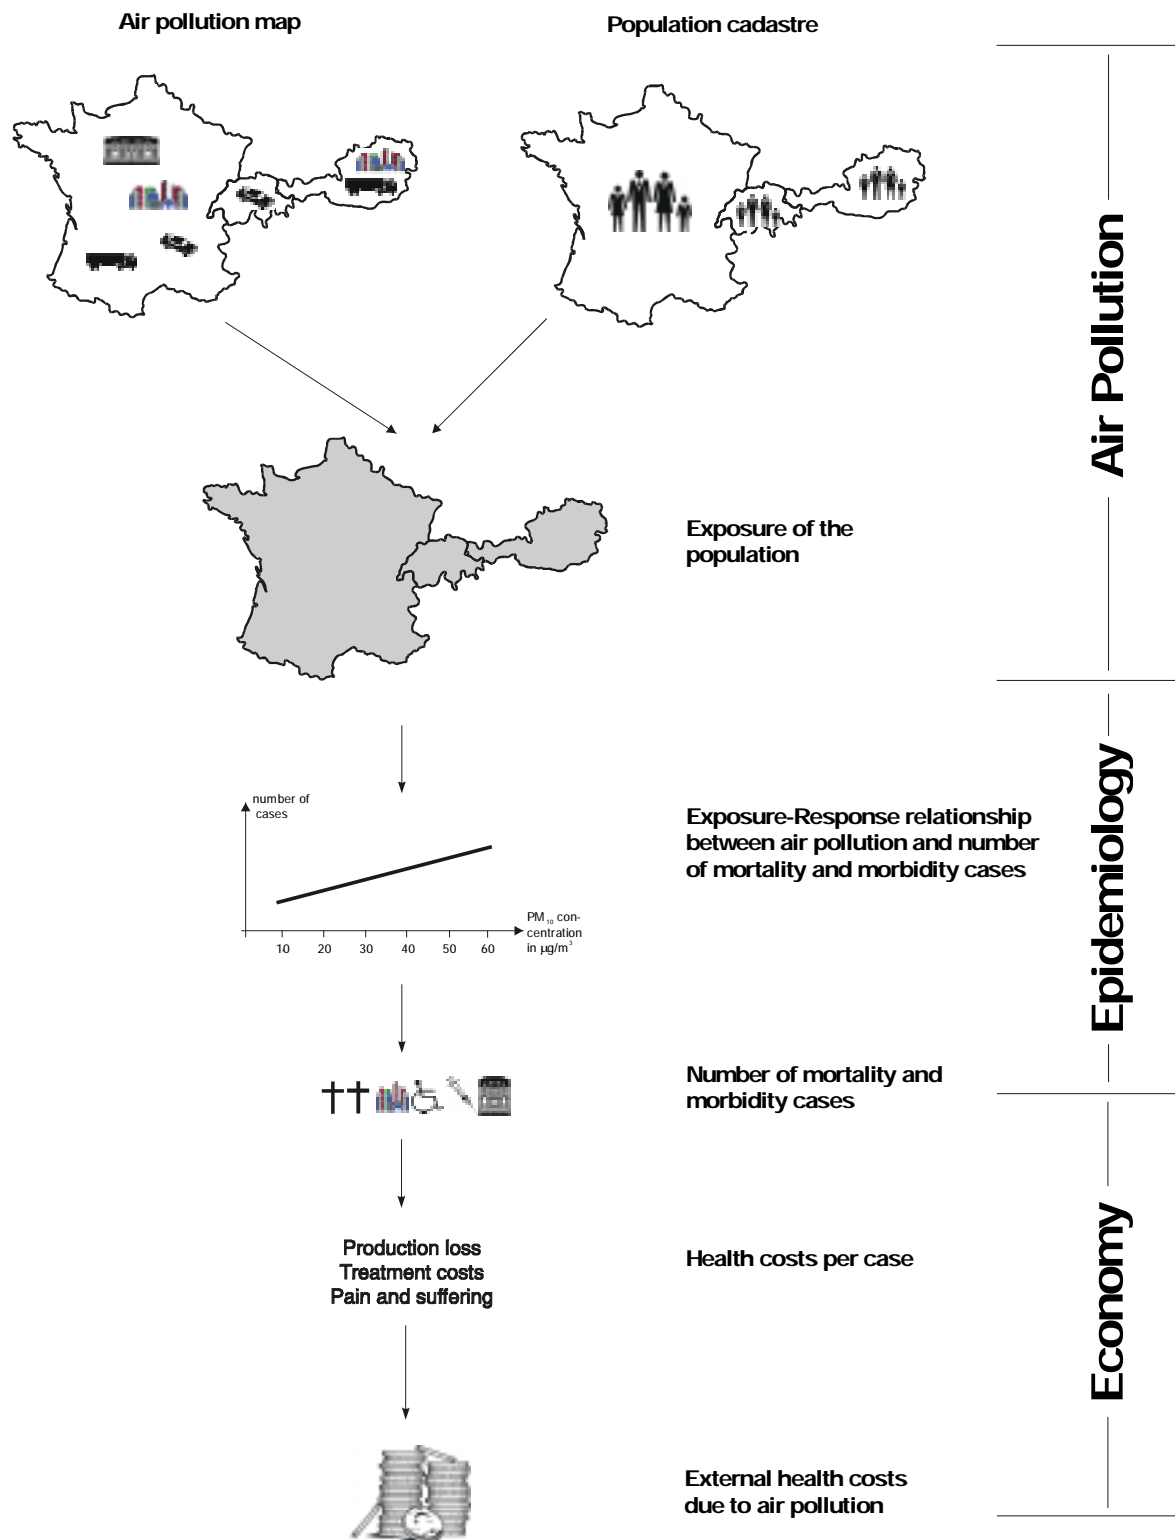 Air pollution map
Population cadastre
Air Pollution
Exposure of the
population
number of
cases
PM10 con-
centration
in µg/m³
10 20 30 40 50 60
Exposure-Response relationship
between air pollution and number
of mortality and morbidity cases
Epidemiology
Number of mortality and
morbidity cases
Production loss
Treatment costs
Pain and suffering
Health costs per case
Economy
External health costs
due to air pollution